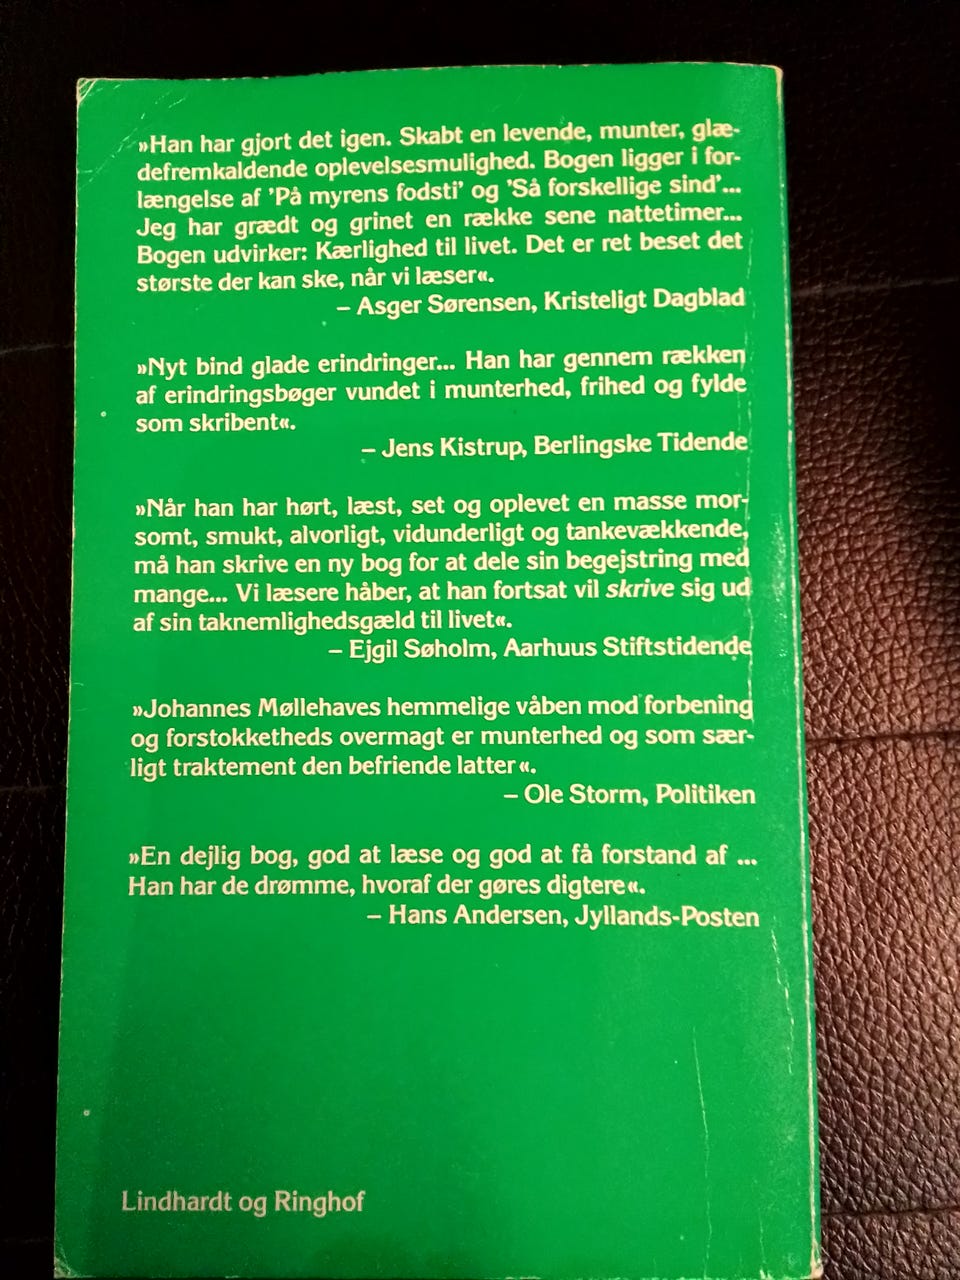 »Han har gjort det igen. Skabt en levende, munter, glæ-
defremkaldende oplevelsesmulighed. Bogen ligger i for-
længelse af 'På myrens fodsti' og 'Så forskellige sind'...
Jeg har grædt og grinet en række sene nattetimer...
Bogen udvirker: Kærlighed til livet. Det er ret beset det
største der kan ske, når vi læser«.
– Asger Sørensen, Kristeligt Dagblad
»Nyt bind glade erindringer... Han har gennem rækken
af erindringsbøger vundet i munterhed, frihed og fylde
som skribent«.
– Jens Kistrup, Berlingske Tidende
»Når han har hørt, læst, set og oplevet en masse mor-
somt, smukt, alvorligt, vidunderligt og tankevækkende,
må han skrive en ny bog for at dele sin begejstring med
mange... Vi læsere håber, at han fortsat vil skrive sig ud
af sin taknemlighedsgæld til livet«.
– Ejgil Søholm, Aarhuus Stiftstidende
»Johannes Møllehaves hemmelige våben mod forbening
og forstokketheds overmagt er munterhed og som sær-
ligt traktement den befriende latter«.
– Ole Storm, Politiken
»En dejlig bog, god at læse og god at få forstand af ...
Han har de drømme, hvoraf der gøres digtere«.
– Hans Andersen, Jyllands-Posten
Lindhardt og Ringhof